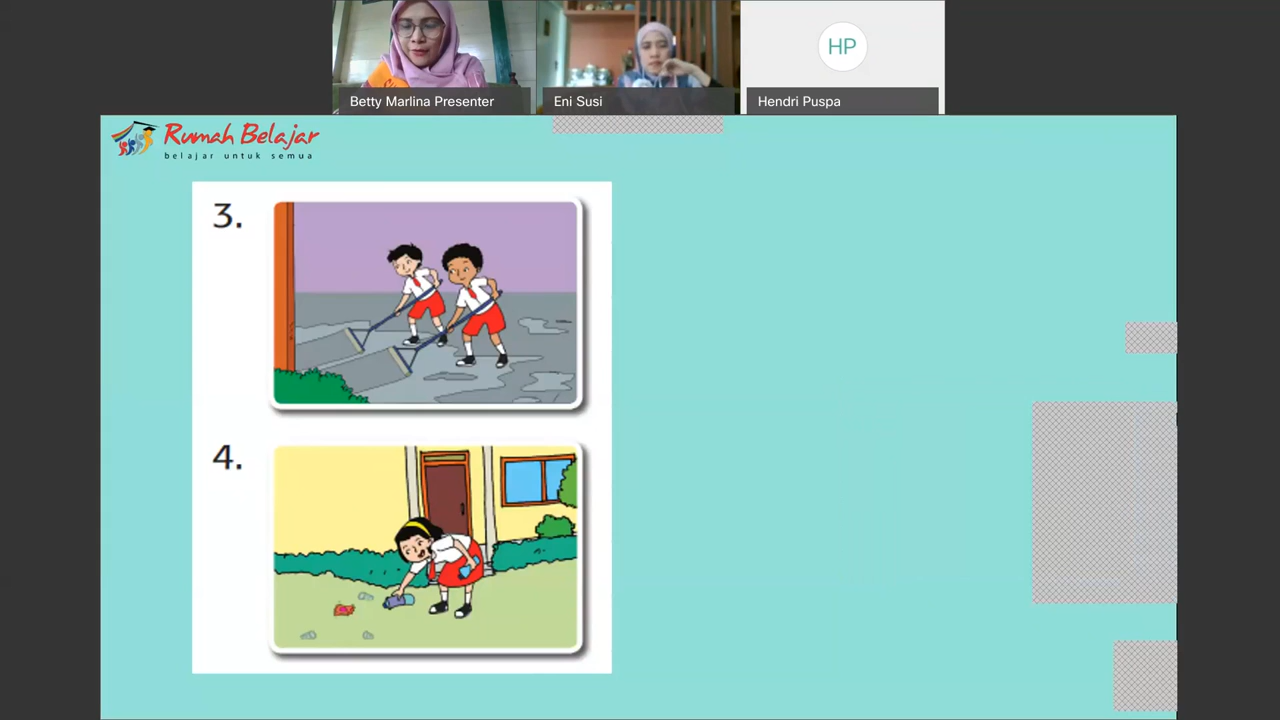 HP
Betty Marlina Presenter
Eni Susi
Hendri Puspa
Rumah Belajar
belajar untuk semua
3.
4.